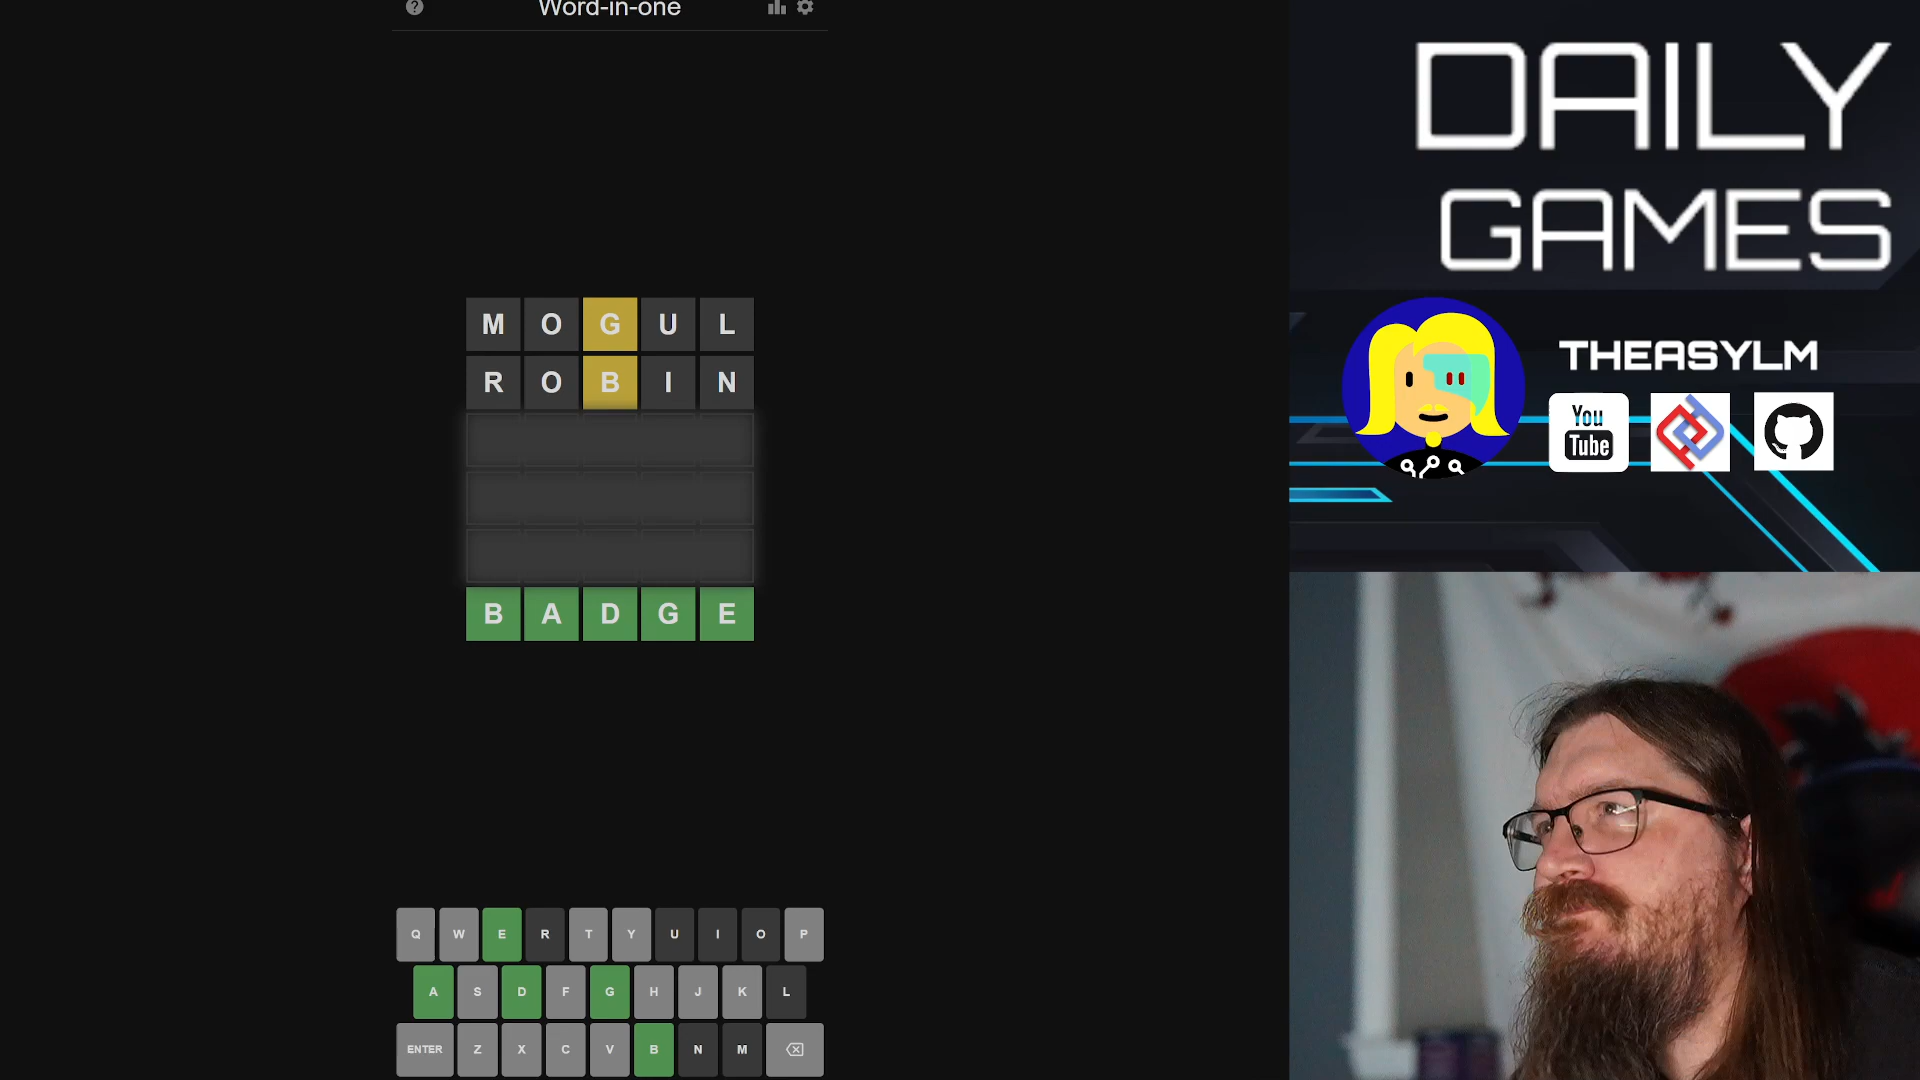 Word-in-one
MOGUL
ROBIN
BADGE
Q W E R T Y U I O P
A S D F G H J K L
ENTER Z X C V B N M
DAILY
GAMES
THEASYLM
You
Tube